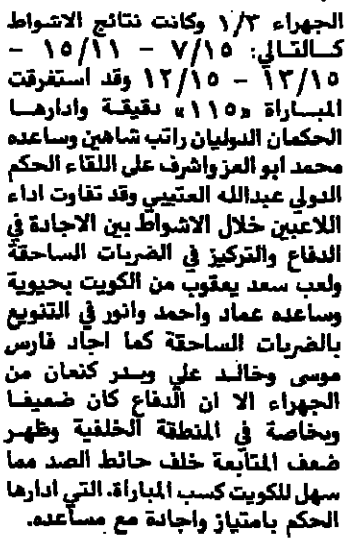 الجهراء ١/٣ وكانت نتائج الاشواط
كالتالي: ٧/١٥ - ١٥/١١ -
١٣/١٥ - ١٢/١٥ وقد استغرقت
المباراة «١١٥» دقيقة وادارها
الحكمان الدوليان راتب شاهين وساعده
محمد ابو العز واشرف على اللقاء الحكم
الدولي عبدالله العتيبي وقد تفاوت اداء
اللاعبين خلال الاشواط بين الاجادة في
الدفاع والتركيز في الضربات الساحقة
ولعب سعد يعقوب من الكويت بحيوية
وساعده عماد واحمد وانور في التنويع
بالضربات الساحقة كما اجاد فارس
موسى وخالد علي وبدر كنعان من
الجهراء الا ان الدفاع كان ضعيفا
وبخاصة في المنطقة الخلفية وظهر
ضعف المتابعة خلف حائط الصد مما
سهل للكويت كسب المباراة، التي ادارها
الحكم بامتياز واجادة مع مساعده.